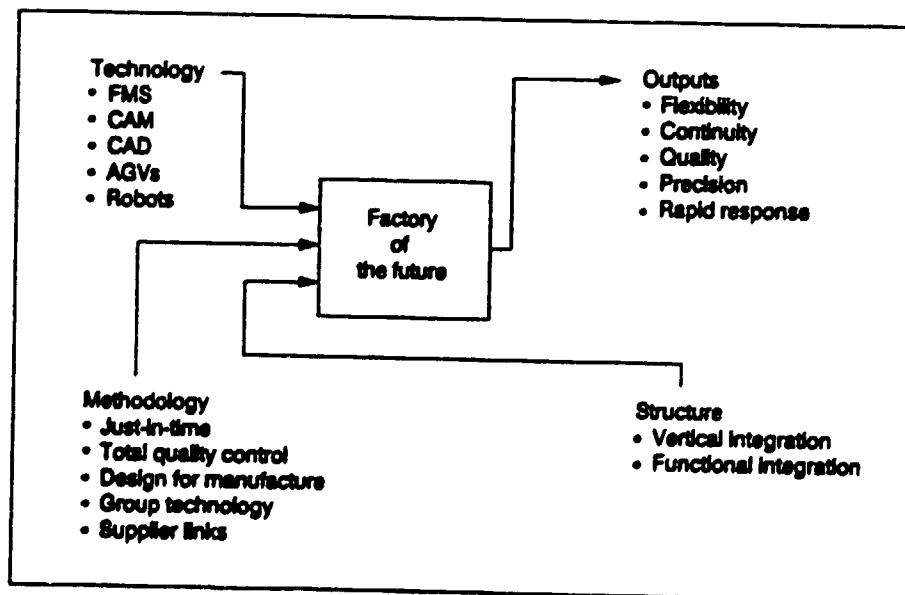 Technology
• FMS
• CAM
• CAD
• AGVs
• Robots
Outputs
• Flexibility
• Continuity
• Quality
• Precision
• Rapid response
Factory
of
the future
Methodology
• Just-in-time
• Total quality control
• Design for manufacture
• Group technology
• Supplier links
Structure
• Vertical integration
• Functional integration